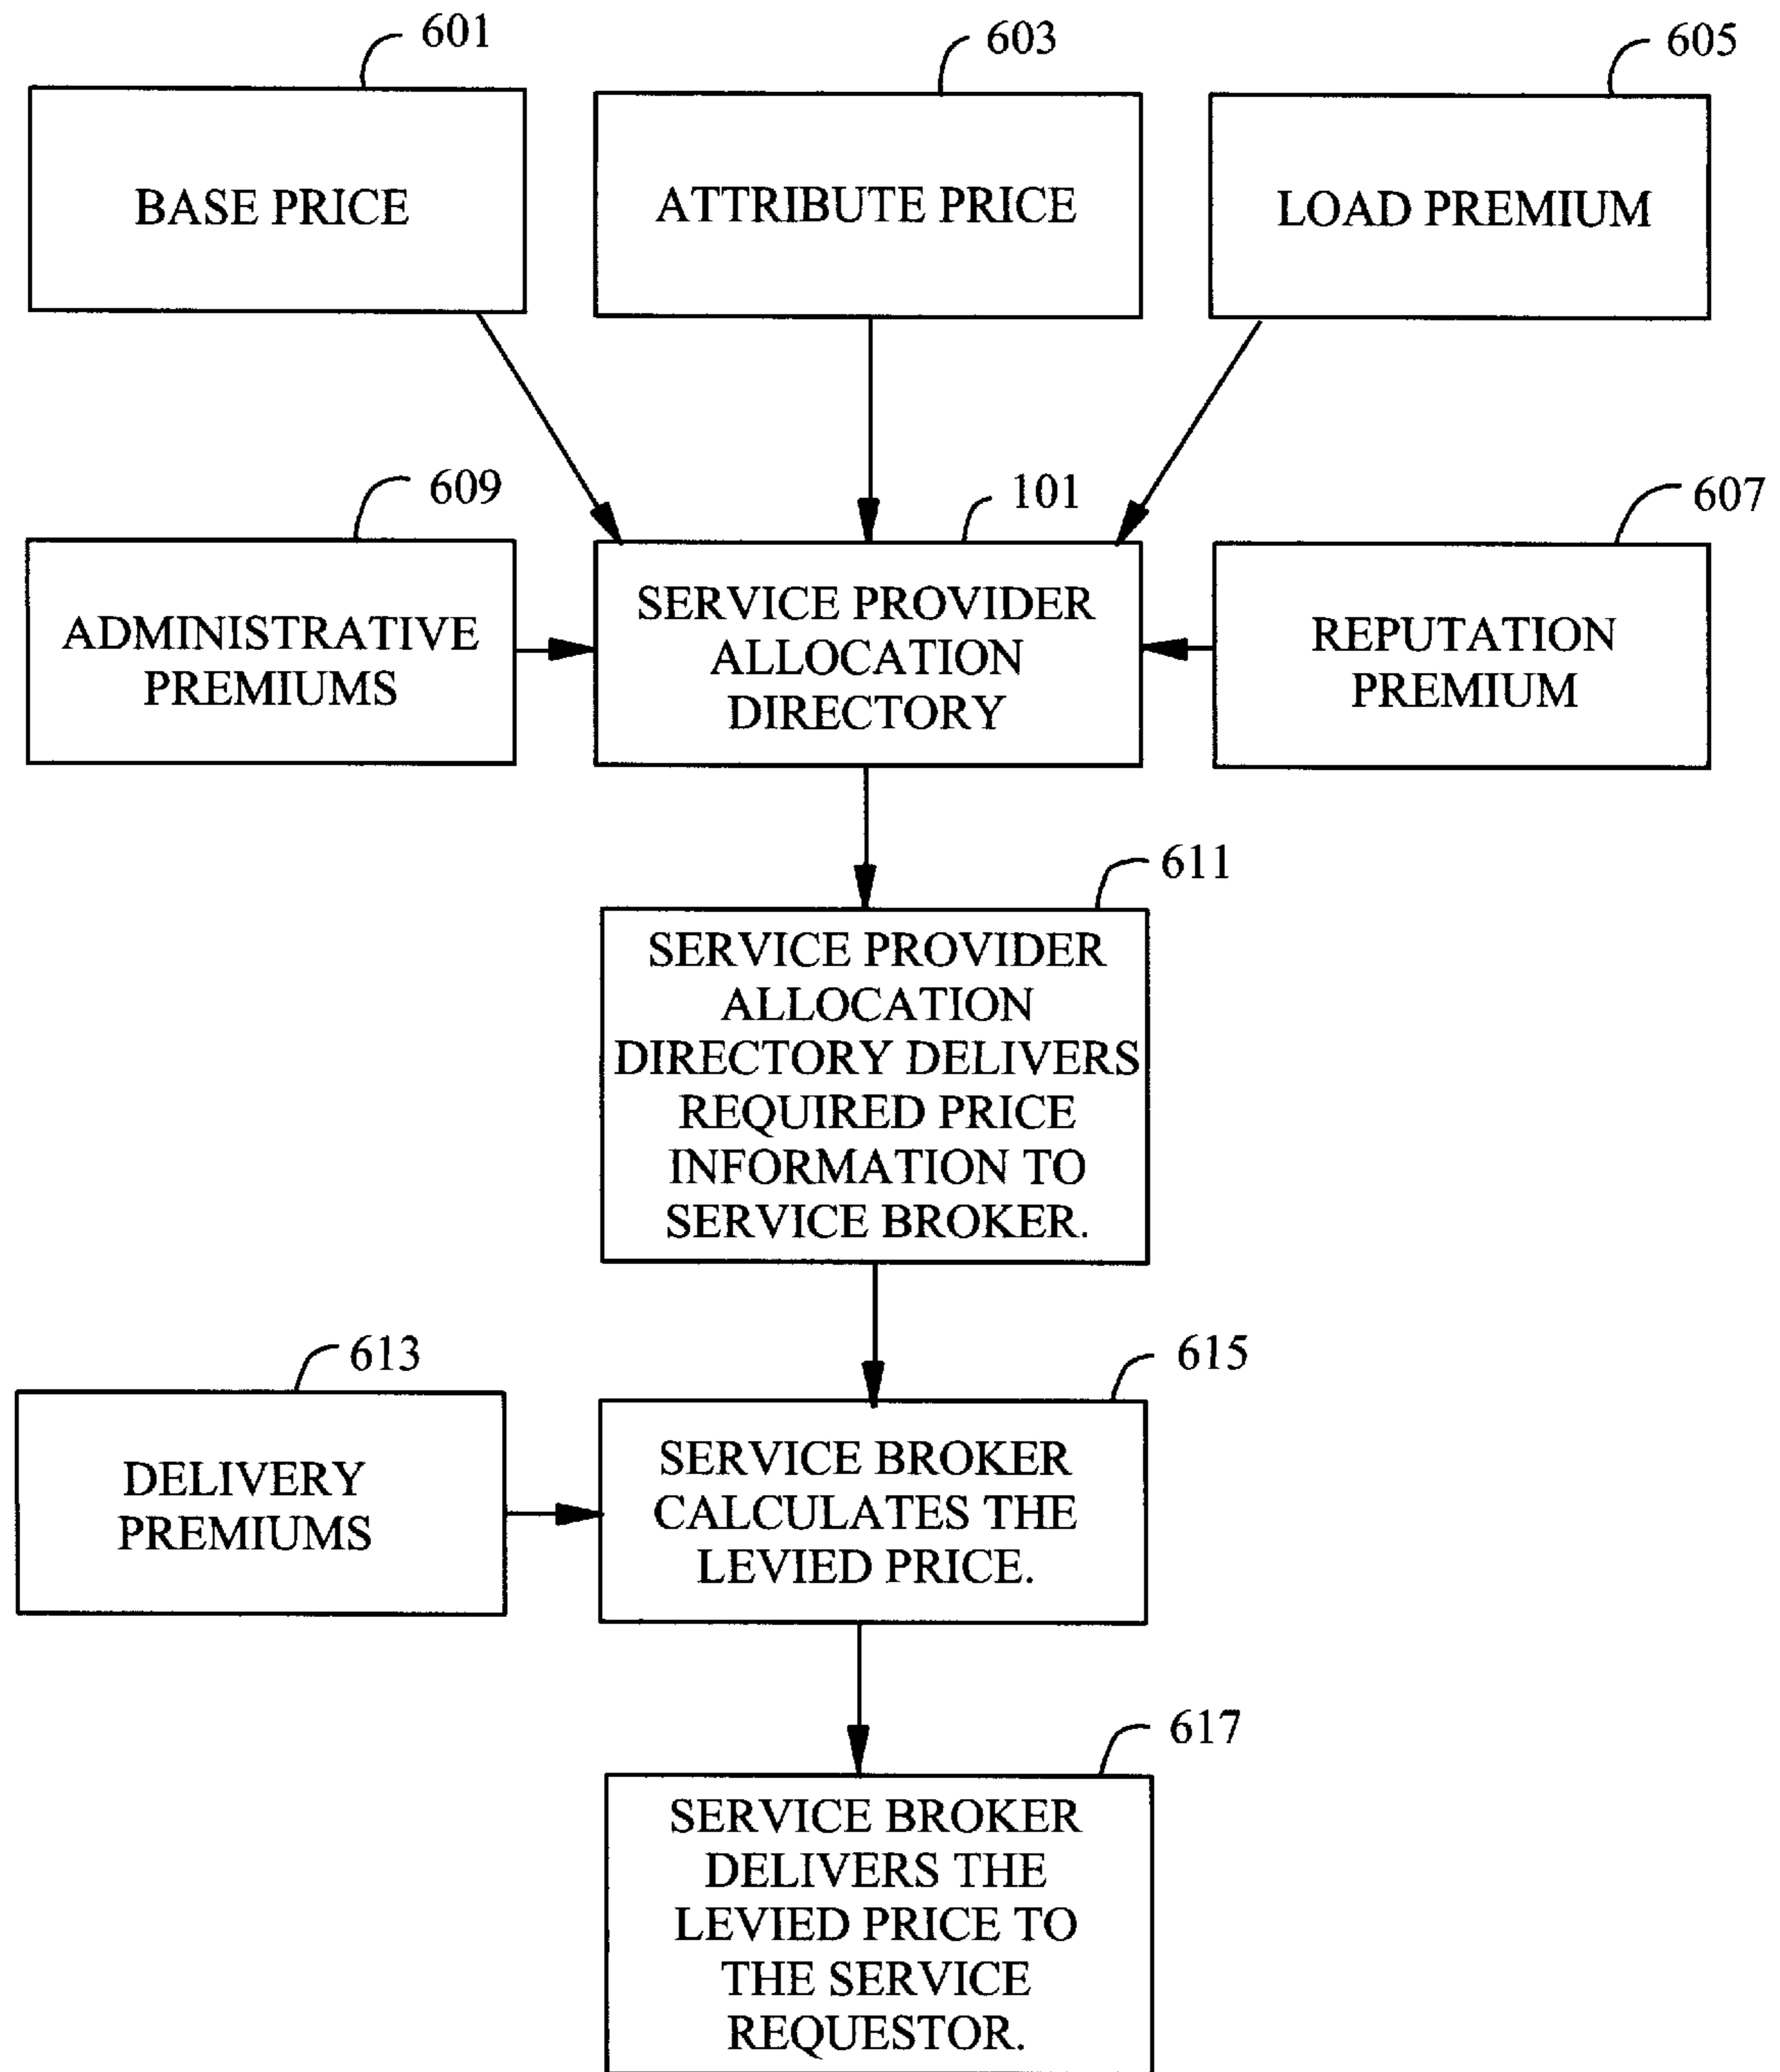 601
603
605
BASE PRICE
ATTRIBUTE PRICE
LOAD PREMIUM
609
101
607
ADMINISTRATIVE
PREMIUMS
SERVICE PROVIDER
ALLOCATION
DIRECTORY
REPUTATION
PREMIUM
611
SERVICE PROVIDER
ALLOCATION
DIRECTORY DELIVERS
REQUIRED PRICE
INFORMATION TO
SERVICE BROKER.
613
615
DELIVERY
PREMIUMS
SERVICE BROKER
CALCULATES THE
LEVIED PRICE.
617
SERVICE BROKER
DELIVERS THE
LEVIED PRICE TO
THE SERVICE
REQUESTOR.